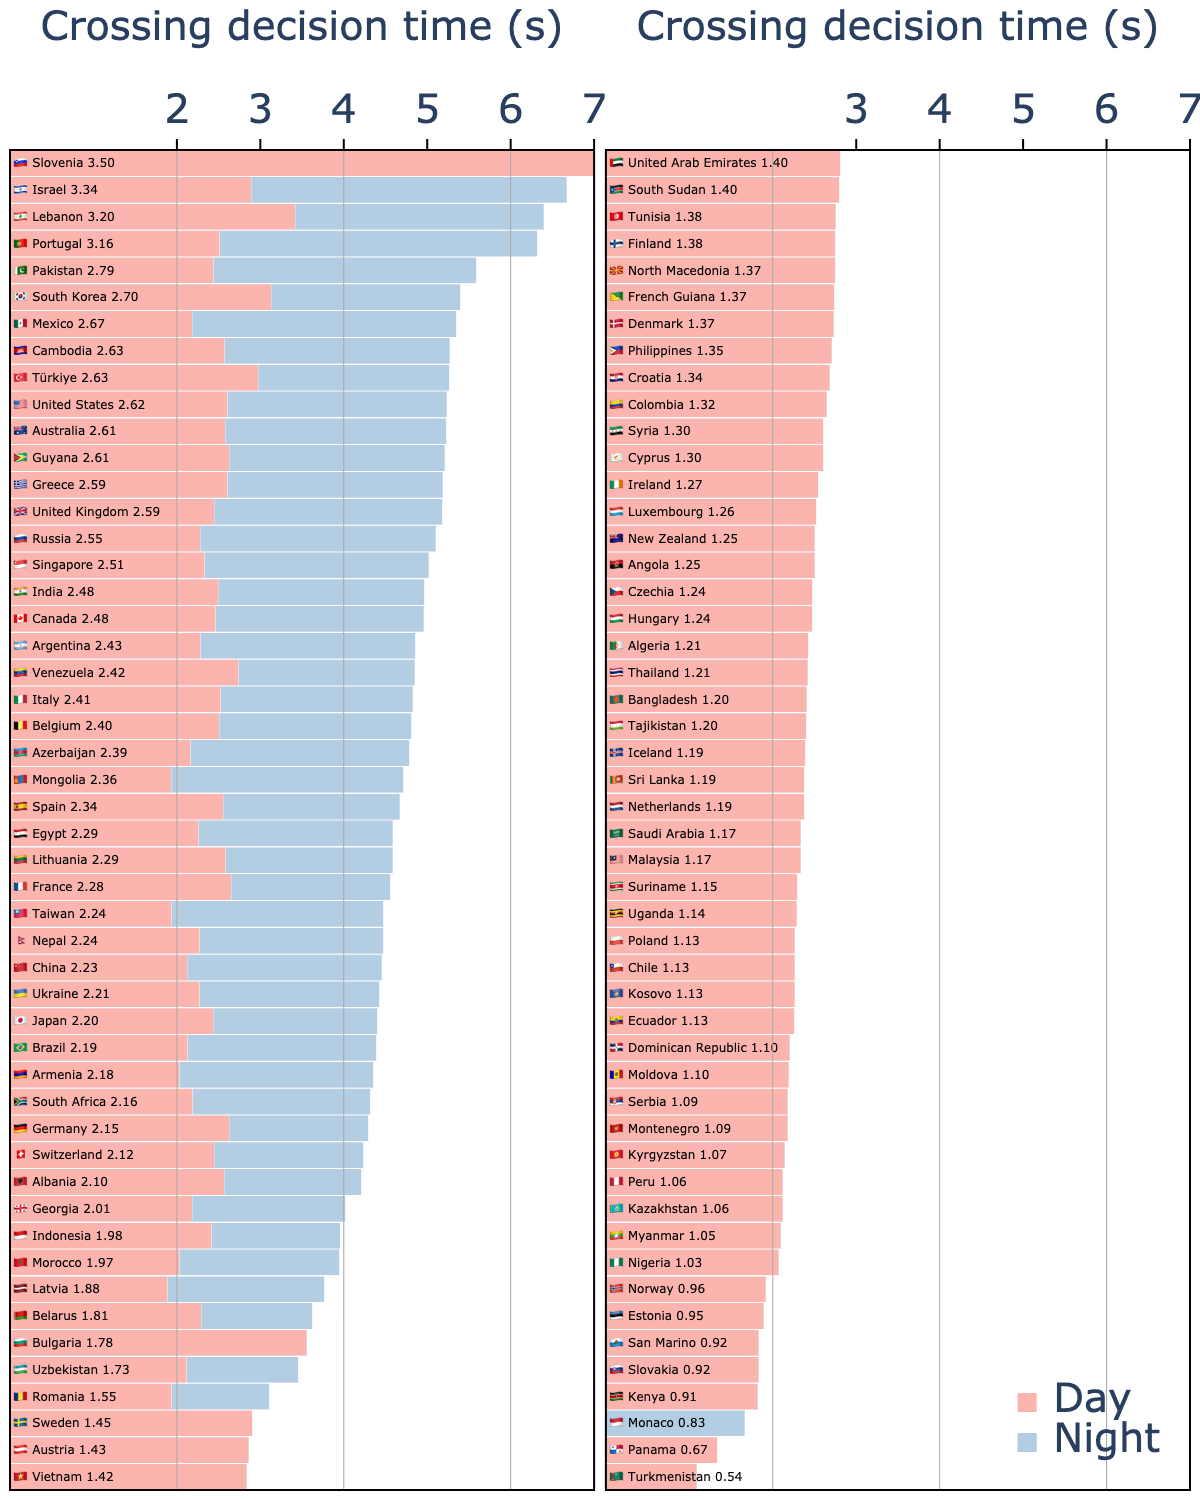 Crossing decision time (s)
2 3 4 5 6 7
Slovenia 3.50
Israel 3.34
Lebanon 3.20
Portugal 3.16
Pakistan 2.79
South Korea 2.70
Mexico 2.67
Cambodia 2.63
Türkiye 2.63
United States 2.62
Australia 2.61
Guyana 2.61
Greece 2.59
United Kingdom 2.59
Russia 2.55
Singapore 2.51
India 2.48
Canada 2.48
Argentina 2.43
Venezuela 2.42
Italy 2.41
Belgium 2.40
Azerbaijan 2.39
Mongolia 2.36
Spain 2.34
Egypt 2.29
Lithuania 2.29
France 2.28
Taiwan 2.24
Nepal 2.24
China 2.23
Ukraine 2.21
Japan 2.20
Brazil 2.19
Armenia 2.18
South Africa 2.16
Germany 2.15
Switzerland 2.12
Albania 2.10
Georgia 2.01
Indonesia 1.98
Morocco 1.97
Latvia 1.88
Belarus 1.81
Bulgaria 1.78
Uzbekistan 1.73
Romania 1.55
Sweden 1.45
Austria 1.43
Vietnam 1.42
Crossing decision time (s)
3 4 5 6 7
United Arab Emirates 1.40
South Sudan 1.40
Tunisia 1.38
Finland 1.38
North Macedonia 1.37
French Guiana 1.37
Denmark 1.37
Philippines 1.35
Croatia 1.34
Colombia 1.32
Syria 1.30
Cyprus 1.30
Ireland 1.27
Luxembourg 1.26
New Zealand 1.25
Angola 1.25
Czechia 1.24
Hungary 1.24
Algeria 1.21
Thailand 1.21
Bangladesh 1.20
Tajikistan 1.20
Iceland 1.19
Sri Lanka 1.19
Netherlands 1.19
Saudi Arabia 1.17
Malaysia 1.17
Suriname 1.15
Uganda 1.14
Poland 1.13
Chile 1.13
Kosovo 1.13
Ecuador 1.13
Dominican Republic 1.10
Moldova 1.10
Serbia 1.09
Montenegro 1.09
Kyrgyzstan 1.07
Peru 1.06
Kazakhstan 1.06
Myanmar 1.05
Nigeria 1.03
Norway 0.96
Estonia 0.95
San Marino 0.92
Slovakia 0.92
Kenya 0.91
Monaco 0.83
Panama 0.67
Turkmenistan 0.54
Day
Night